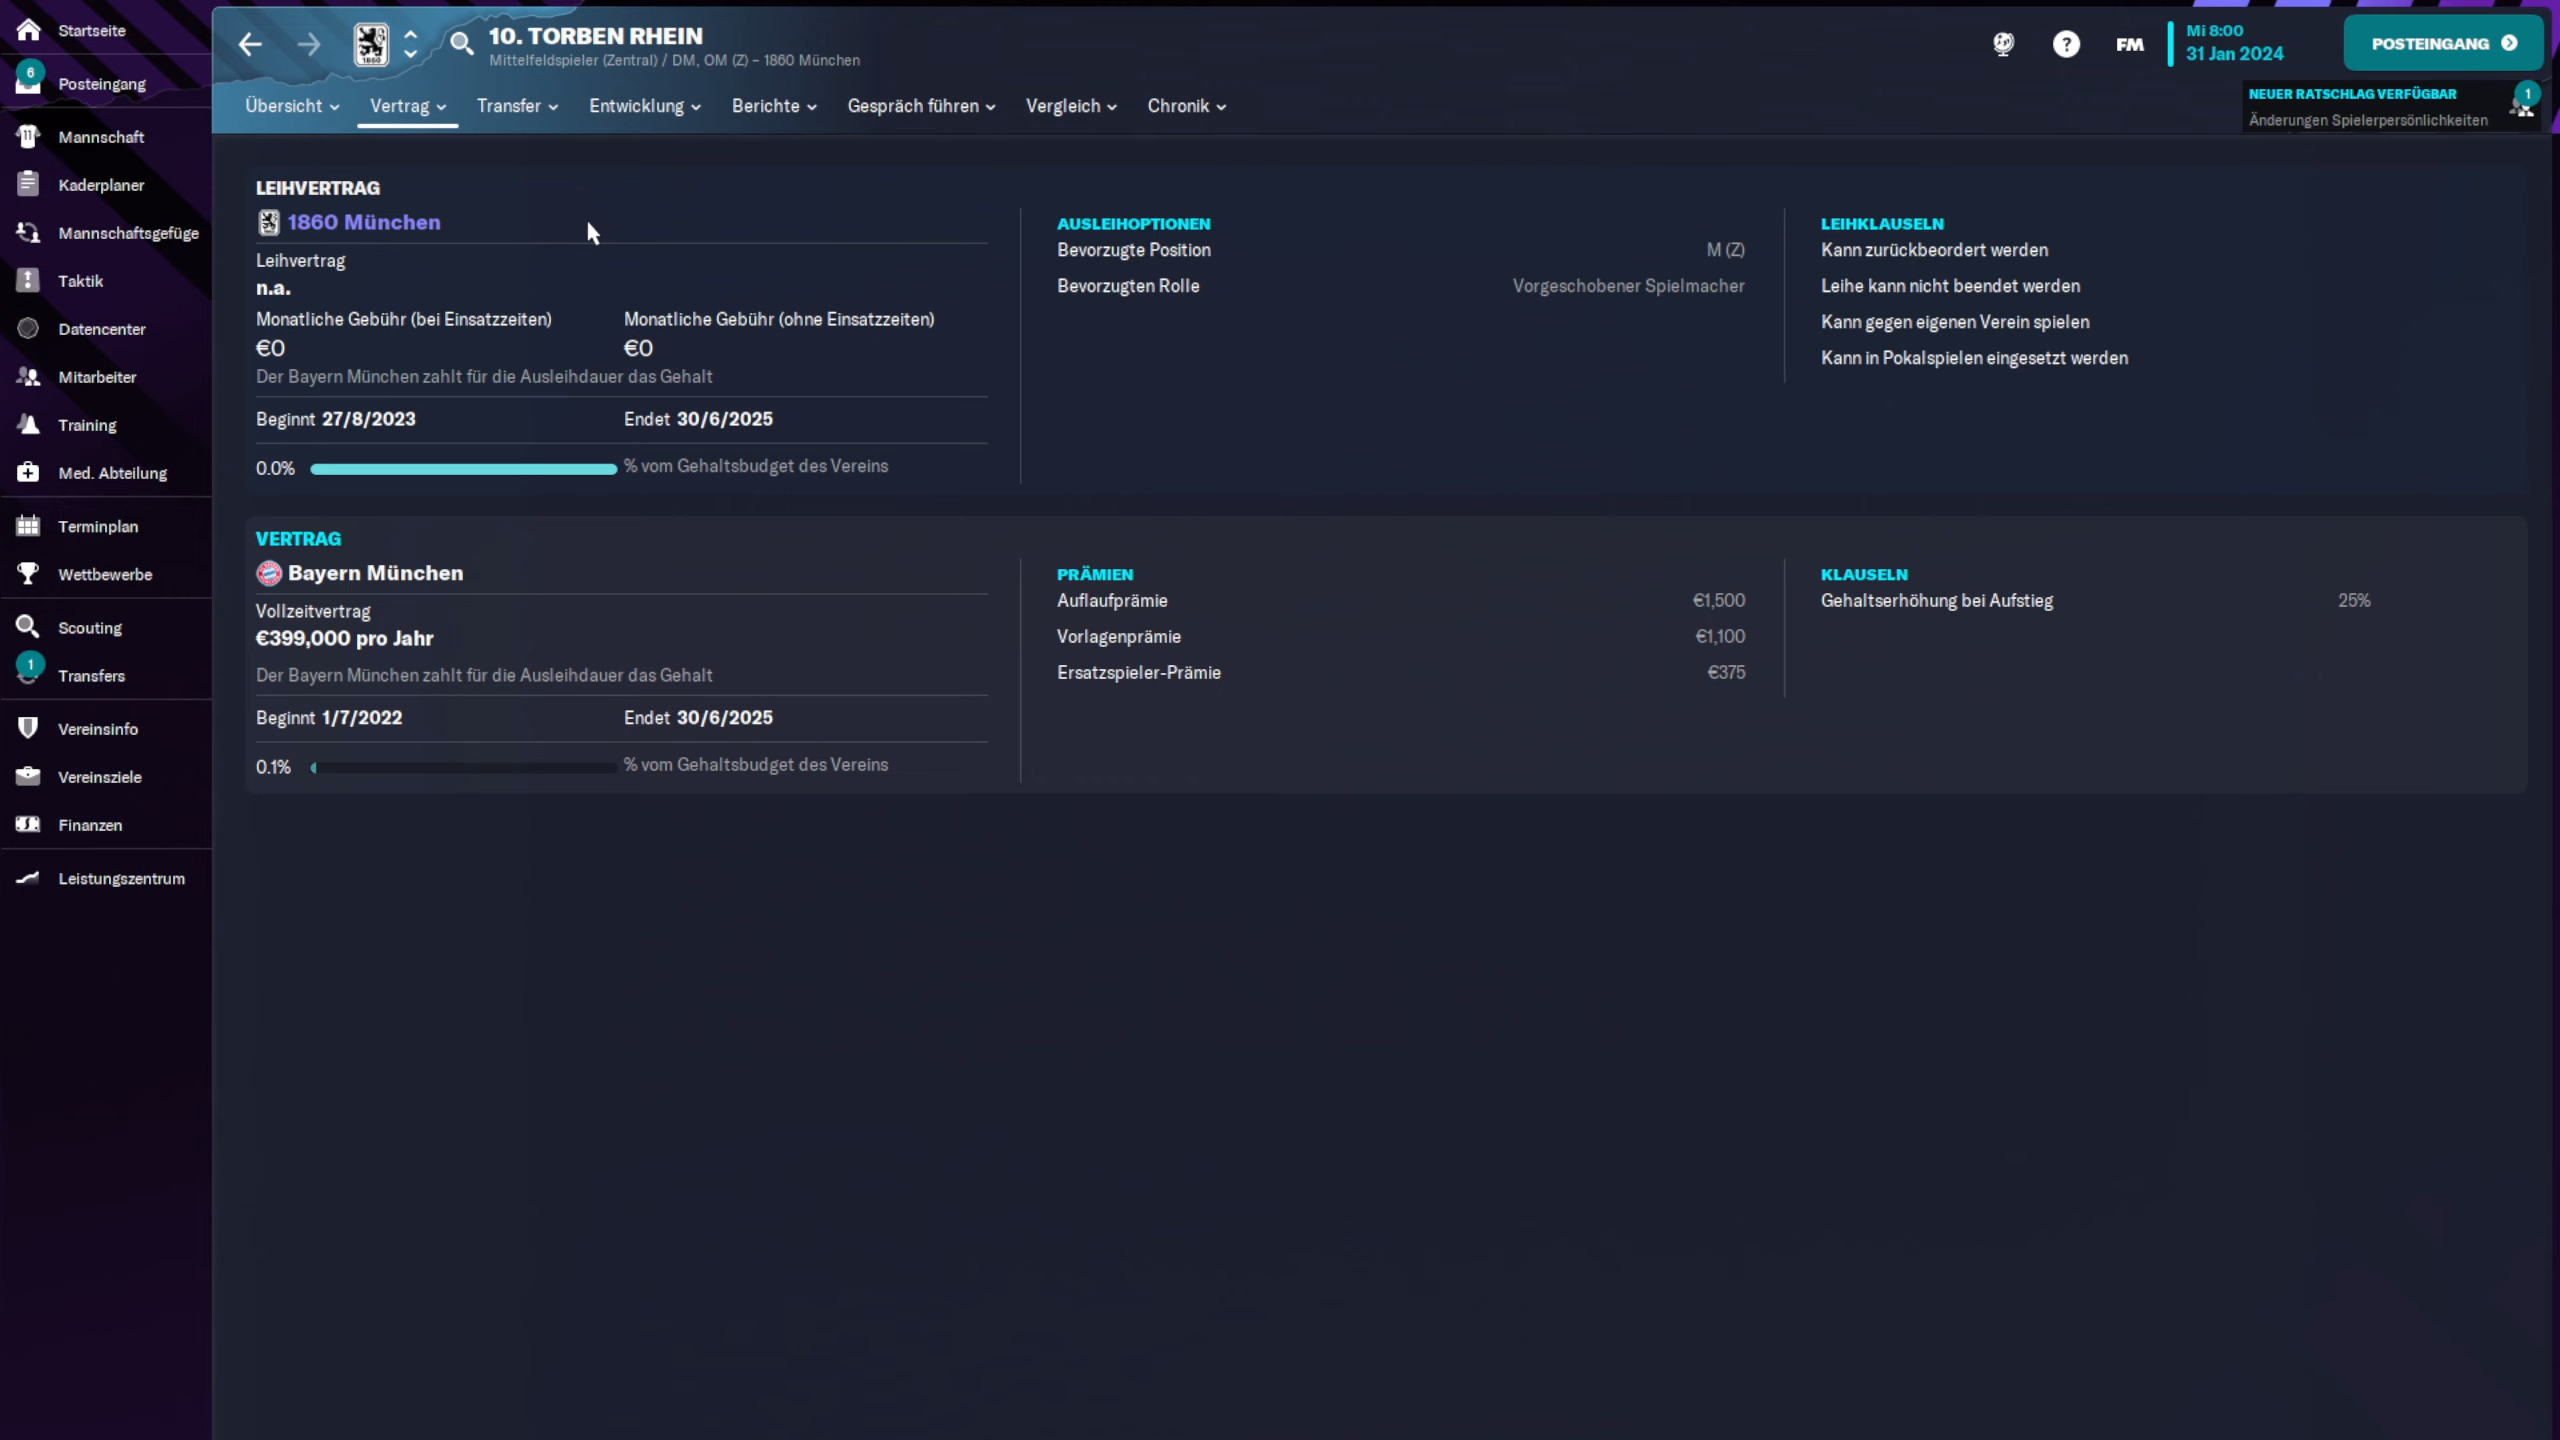 Startseite
6
Posteingang
Mannschaft
Kaderplaner
Mannschaftsgefüge
Taktik
Datencenter
Mitarbeiter
Training
Med. Abteilung
Terminplan
Wettbewerbe
Scouting
1
Transfers
Vereinsinfo
Vereinsziele
Finanzen
Leistungszentrum
1860
10. TORBEN RHEIN
Mittelfeldspieler (Zentral) / DM, OM (Z) - 1860 München
FM
Mi 8:00
31 Jan 2024
POSTEINGANG
Übersicht Vertrag Transfer Entwicklung Berichte Gespräch führen Vergleich Chronik
NEUER RATSCHLAG VERFÜGBAR
Änderungen Spielerpersönlichkeiten
1
LEIHVERTRAG
1860 München
Leihvertrag
n.a.
Monatliche Gebühr (bei Einsatzzeiten) Monatliche Gebühr (ohne Einsatzzeiten)
€0 €0
Der Bayern München zahlt für die Ausleihdauer das Gehalt
Beginnt 27/8/2023 Endet 30/6/2025
0.0% % vom Gehaltsbudget des Vereins
AUSLEIHOPTIONEN
Bevorzugte Position M (Z)
Bevorzugten Rolle Vorgeschobener Spielmacher
LEIHKLAUSELN
Kann zurückbeordert werden
Leihe kann nicht beendet werden
Kann gegen eigenen Verein spielen
Kann in Pokalspielen eingesetzt werden
VERTRAG
Bayern München
Vollzeitvertrag
€399,000 pro Jahr
Der Bayern München zahlt für die Ausleihdauer das Gehalt
Beginnt 1/7/2022 Endet 30/6/2025
0.1% % vom Gehaltsbudget des Vereins
PRÄMIEN
Auflaufprämie €1,500
Vorlagenprämie €1,100
Ersatzspieler-Prämie €375
KLAUSELN
Gehaltserhöhung bei Aufstieg 25%